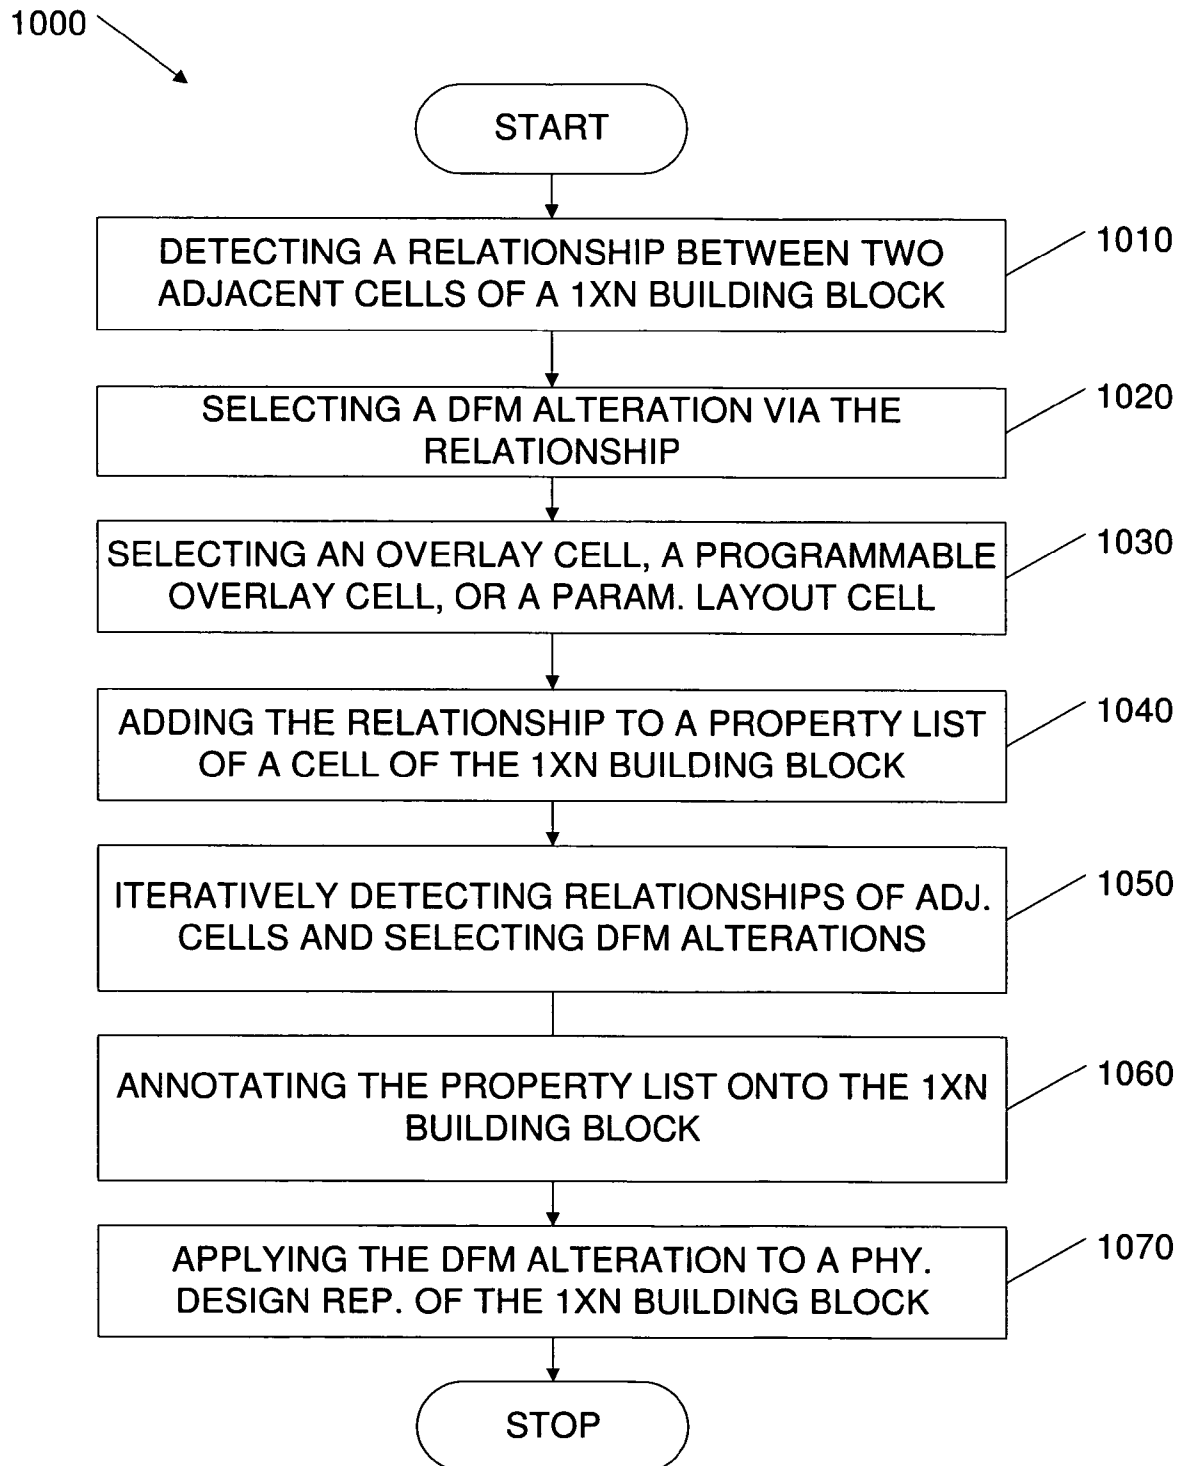 1000
START
DETECTING A RELATIONSHIP BETWEEN TWO
ADJACENT CELLS OF A 1XN BUILDING BLOCK
1010
SELECTING A DFM ALTERATION VIA THE
RELATIONSHIP
1020
SELECTING AN OVERLAY CELL, A PROGRAMMABLE
OVERLAY CELL, OR A PARAM. LAYOUT CELL
1030
ADDING THE RELATIONSHIP TO A PROPERTY LIST
OF A CELL OF THE 1XN BUILDING BLOCK
1040
ITERATIVELY DETECTING RELATIONSHIPS OF ADJ.
CELLS AND SELECTING DFM ALTERATIONS
1050
ANNOTATING THE PROPERTY LIST ONTO THE 1XN
BUILDING BLOCK
1060
APPLYING THE DFM ALTERATION TO A PHY.
DESIGN REP. OF THE 1XN BUILDING BLOCK
1070
STOP